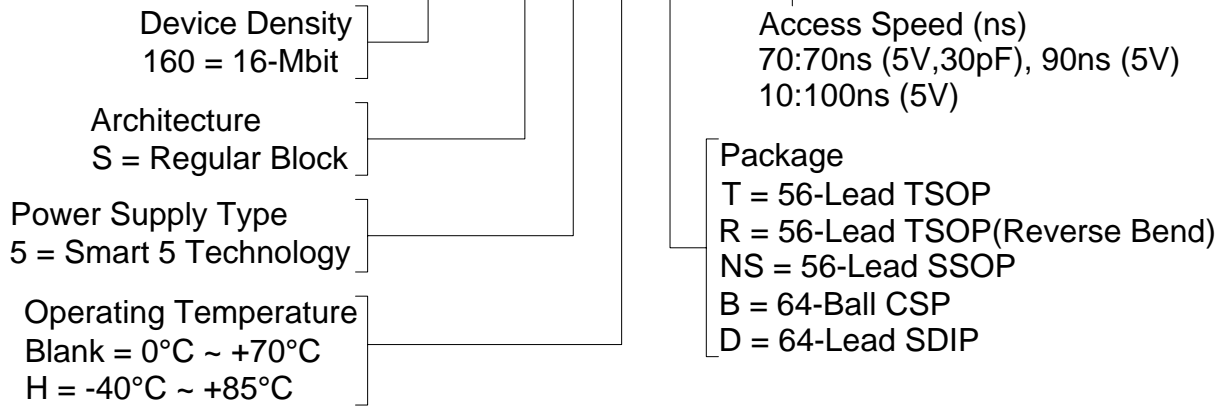 Device Density
160 = 16-Mbit
Architecture
S = Regular Block
Power Supply Type
5 = Smart 5 Technology
Operating Temperature
Blank = 0°C ~ +70°C
H = -40°C ~ +85°C
Access Speed (ns)
70:70ns (5V,30pF), 90ns (5V)
10:100ns (5V)
Package
T = 56-Lead TSOP
R = 56-Lead TSOP(Reverse Bend)
NS = 56-Lead SSOP
B = 64-Ball CSP
D = 64-Lead SDIP